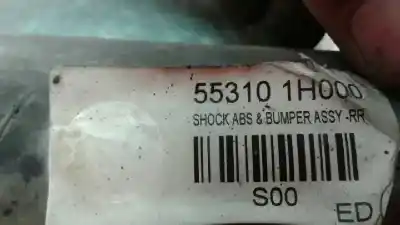 55310 1H000
SHOCK ABS & BUMPER ASSY -RR
S00
ED